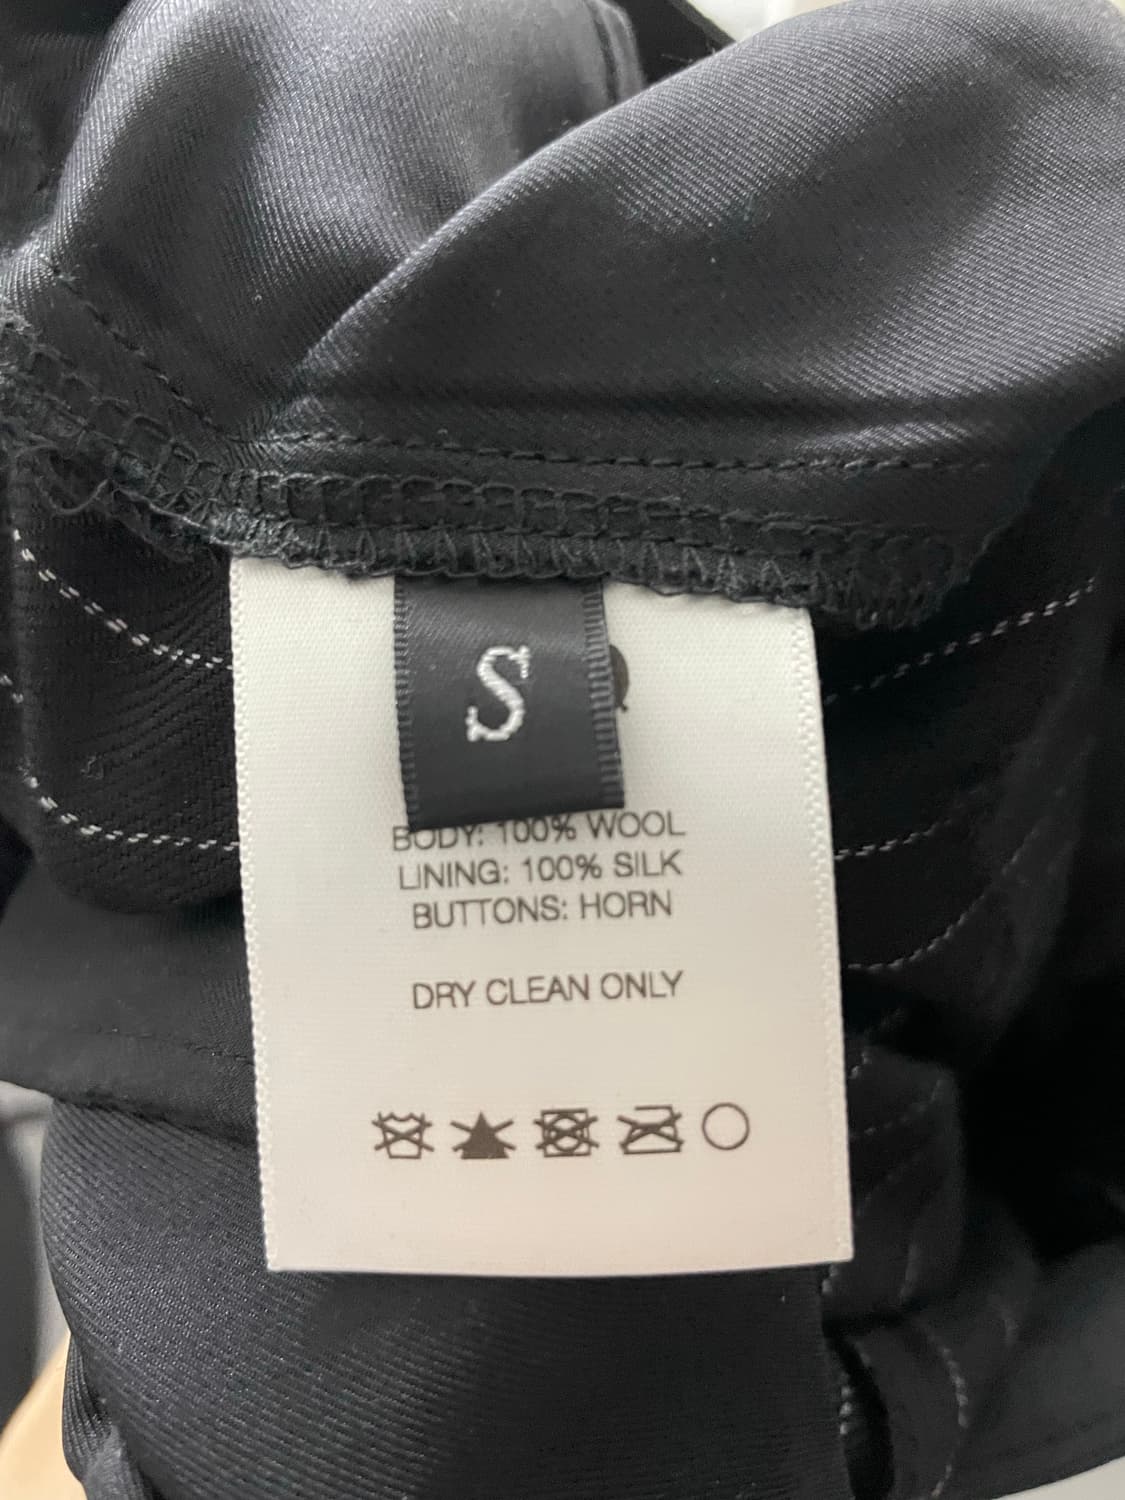 S
BODY: 100% WOOL
LINING: 100% SILK
BUTTONS: HORN
DRY CLEAN ONLY